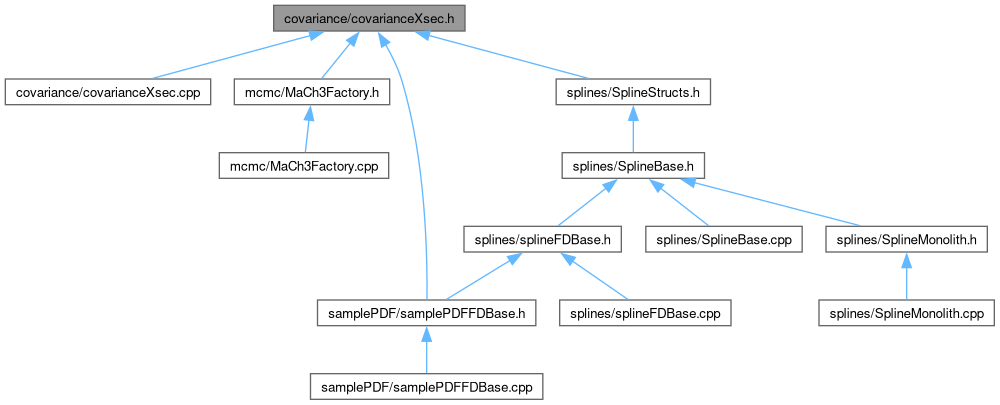 covariance/covarianceXsec.h
covariance/covarianceXsec.cpp
mcmc/MaCh3Factory.h
splines/SplineStructs.h
mcmc/MaCh3Factory.cpp
splines/SplineBase.h
splines/splineFDBase.h
splines/SplineBase.cpp
splines/SplineMonolith.h
samplePDF/samplePDFFDBase.h
splines/splineFDBase.cpp
splines/SplineMonolith.cpp
samplePDF/samplePDFFDBase.cpp